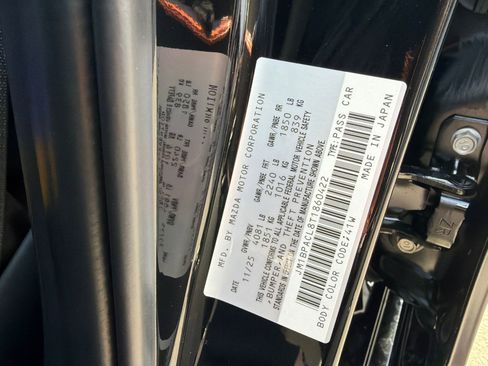 MFD. BY MAZDA MOTOR CORPORATION
DATE GVWR/PNBV GAWR/PNBE FRT GAWR/PNBE RR
11/25 4081 LB 2240 LB 1850 LB
1851 KG 1016 KG 839 KG
THIS VEHICLE CONFORMS TO ALL APPLICABLE FEDERAL MOTOR VEHICLE SAFETY
, BUMPER, AND THEFT PREVENTION
STANDARDS IN EFFECT ON THE DATE OF MANUFACTURE SHOWN ABOVE.
JM1BPACL8T1860422 TYPE:PASS CAR
BODY COLOR CODE:41W MADE IN JAPAN